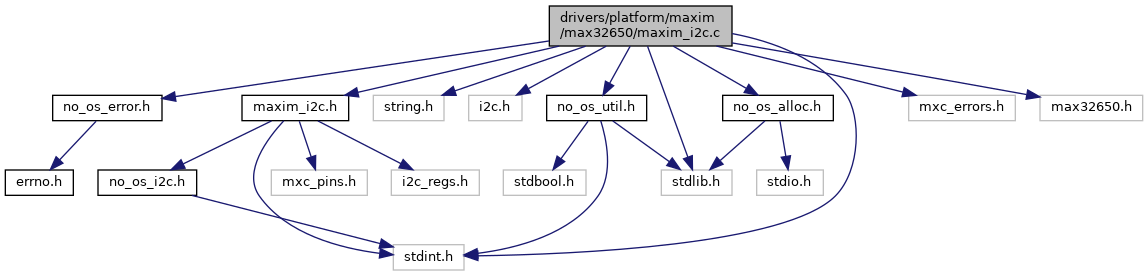 drivers/platform/maxim
/max32650/maxim_i2c.c
no_os_error.h
maxim_i2c.h
string.h
i2c.h
no_os_util.h
no_os_alloc.h
mxc_errors.h
max32650.h
errno.h
no_os_i2c.h
mxc_pins.h
i2c_regs.h
stdbool.h
stdlib.h
stdio.h
stdint.h